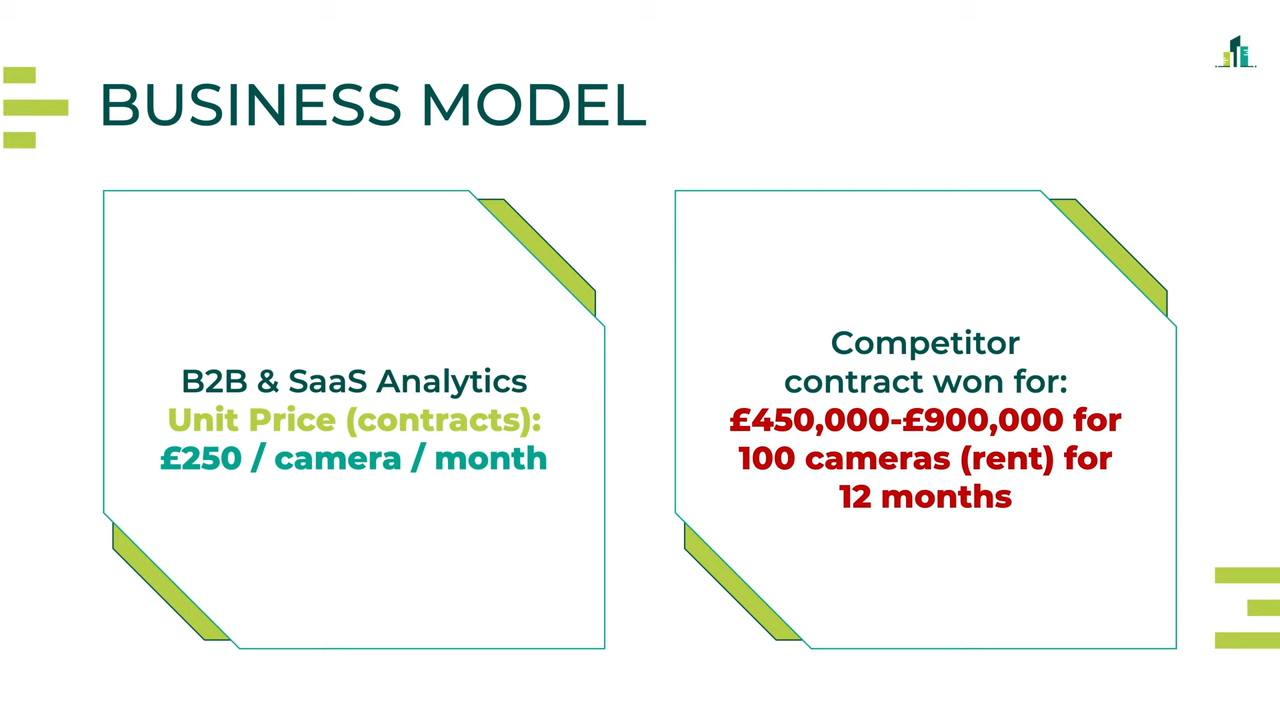 BUSINESS MODEL
B2B & SaaS Analytics
Unit Price (contracts):
£250 / camera / month
Competitor
contract won for:
£450,000-£900,000 for
100 cameras (rent) for
12 months